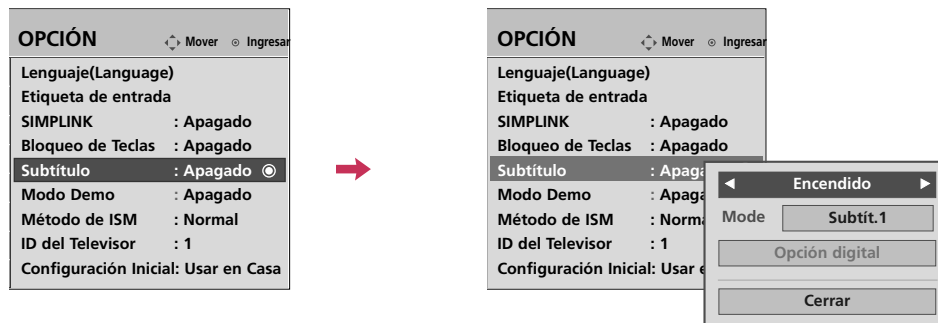 OPCIÓN Mover Ingresar
Lenguaje(Language)
Etiqueta de entrada
SIMPLINK : Apagado
Bloqueo de Teclas : Apagado
Subtítulo : Apagado
Modo Demo : Apagado
Método de ISM : Normal
ID del Televisor : 1
Configuración Inicial: Usar en Casa
OPCIÓN Mover Ingresar
Lenguaje(Language)
Etiqueta de entrada
SIMPLINK : Apagado
Bloqueo de Teclas : Apagado
Subtítulo : Apaga
Modo Demo : Apaga
Método de ISM : Norma
ID del Televisor : 1
Configuración Inicial: Usar e
Encendido
Mode Subtít.1
Opción digital
Cerrar